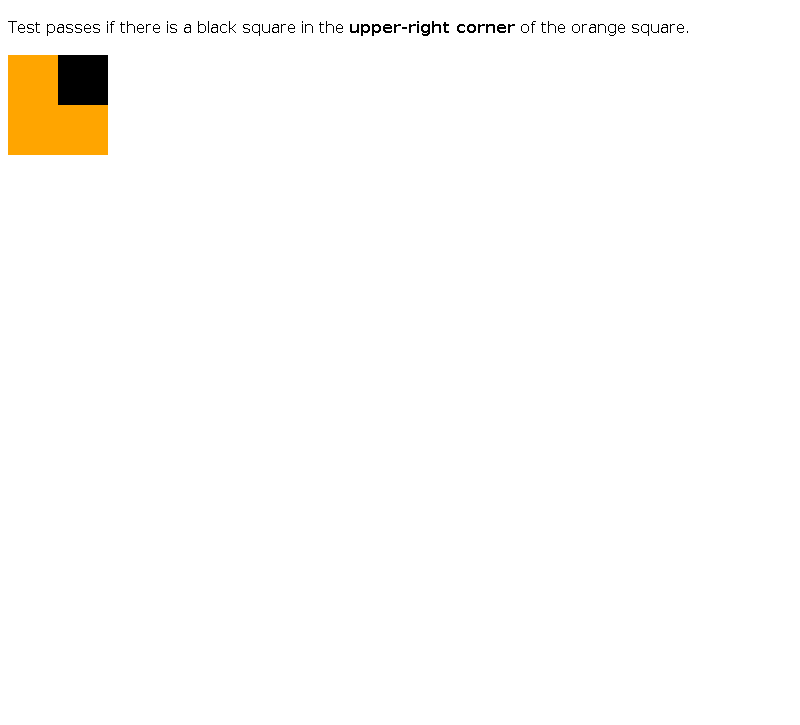 Test passes if there is a black square in the upper-right corner of the orange square.